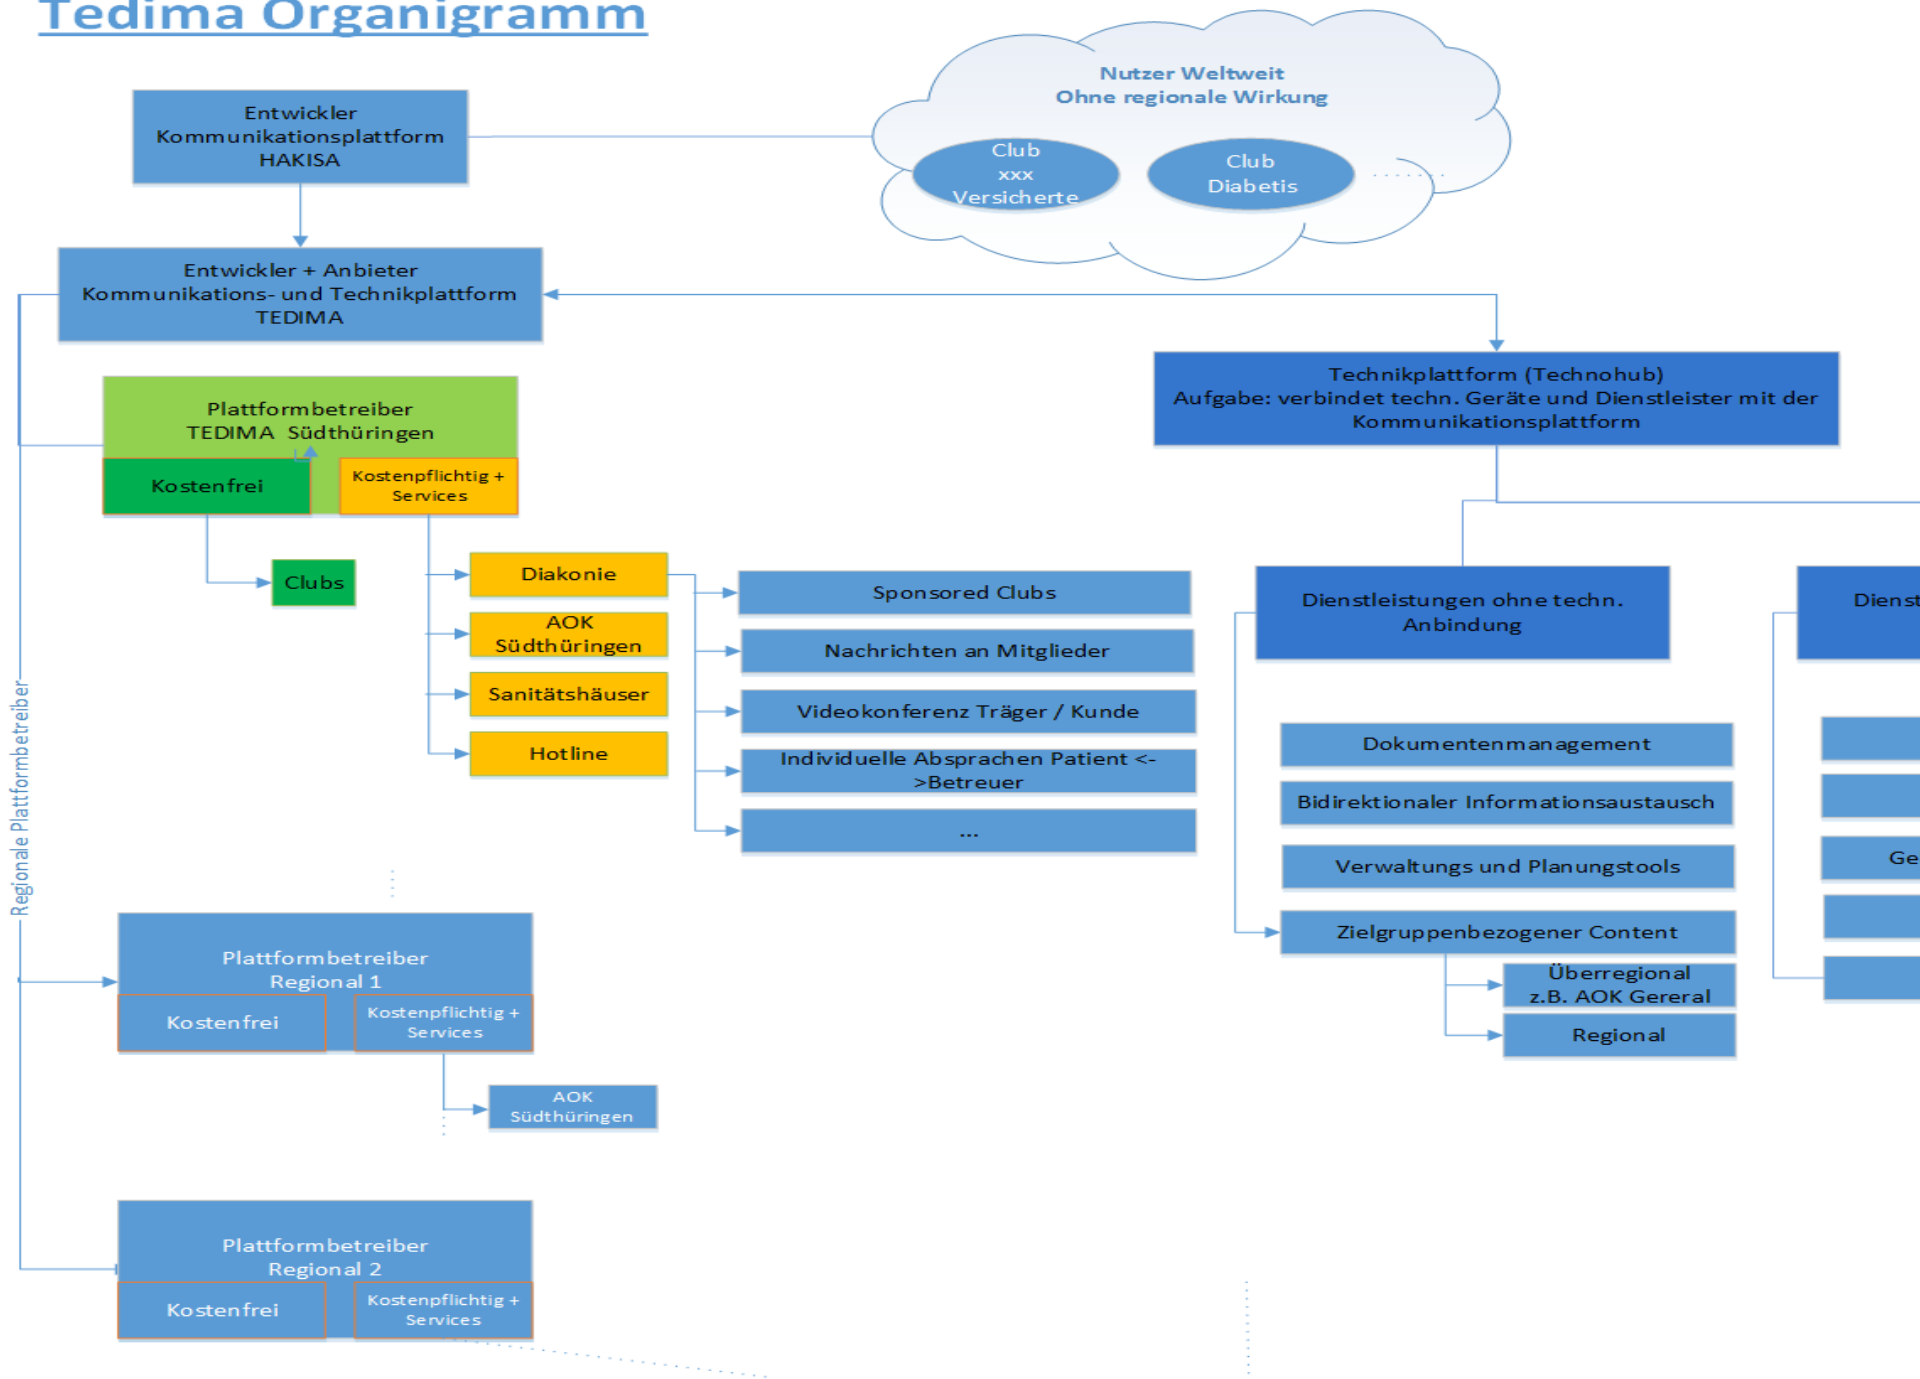 Tedima Organigramm
Nutzer Weltweit
Ohne regionale Wirkung
Club
xxx
Versicherte
Club
Diabetis
Entwickler
Kommunikationsplattform
HAKISA
Entwickler + Anbieter
Kommunikations- und Technikplattform
TEDIMA
Technikplattform (Technohub)
Aufgabe: verbindet techn. Geräte und Dienstleister mit der
Kommunikationsplattform
Plattformbetreiber
TEDIMA Südthüringen
Kostenfrei
Kostenpflichtig +
Services
Clubs
Diakonie
AOK
Südthüringen
Sanitätshäuser
Hotline
Sponsored Clubs
Nachrichten an Mitglieder
Videokonferenz Träger / Kunde
Individuelle Absprachen Patient <-
>Betreuer
...
Dienstleistungen ohne techn.
Anbindung
Dienst
Dokumentenmanagement
Bidirektionaler Informationsaustausch
Verwaltungs und Planungstools
Zielgruppenbezogener Content
Überregional
z.B. AOK Gereral
Regional
Ge
Regionale Plattformbetreiber
Plattformbetreiber
Regional 1
Kostenfrei
Kostenpflichtig +
Services
AOK
Südthüringen
Plattformbetreiber
Regional 2
Kostenfrei
Kostenpflichtig +
Services